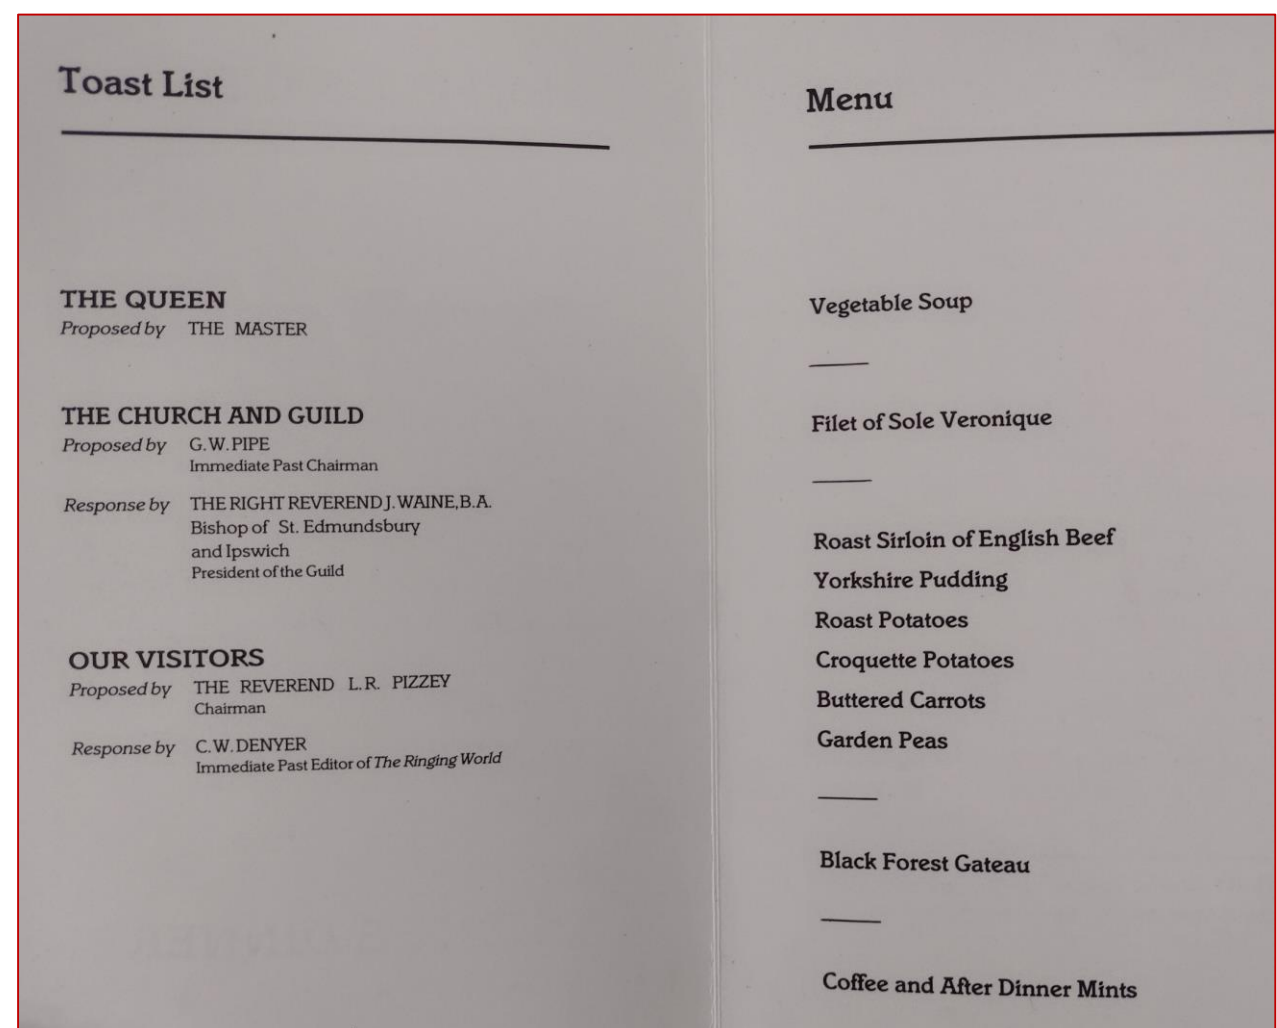 Toast List
THE QUEEN
Proposed by THE MASTER
THE CHURCH AND GUILD
Proposed by G.W.PIPE
Immediate Past Chairman
Response by THE RIGHT REVEREND J. WAINE, B.A.
Bishop of St. Edmundsbury
and Ipswich
President of the Guild
OUR VISITORS
Proposed by THE REVEREND L.R. PIZZEY
Chairman
Response by C.W.DENYER
Immediate Past Editor of The Ringing World
Menu
Vegetable Soup
Filet of Sole Veronique
Roast Sirloin of English Beef
Yorkshire Pudding
Roast Potatoes
Croquette Potatoes
Buttered Carrots
Garden Peas
Black Forest Gateau
Coffee and After Dinner Mints